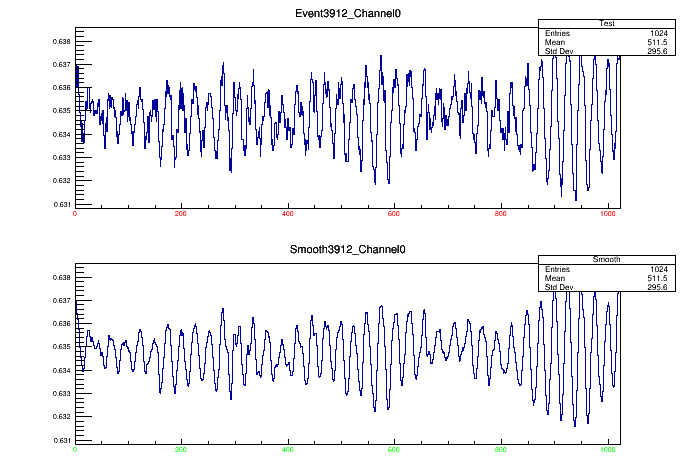 Event3912_Channel0
Test
Entries 1024
Mean 511.5
Std Dev 295.6
0.638
0.637
0.636
0.635
0.634
0.633
0.632
0.631
0 200 400 600 800 1000
Smooth3912_Channel0
Smooth
Entries 1024
Mean 511.5
Std Dev 295.6
0.638
0.637
0.636
0.635
0.634
0.633
0.632
0.631
0 200 400 600 800 1000